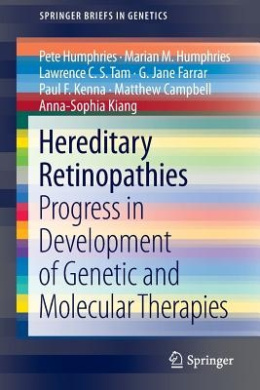 SPRINGER BRIEFS IN GENETICS
Pete Humphries · Marian M. Humphries
Lawrence C. S. Tam · G. Jane Farrar
Paul F. Kenna · Matthew Campbell
Anna-Sophia Kiang
Hereditary
Retinopathies
Progress in
Development
of Genetic and
Molecular Therapies
Springer